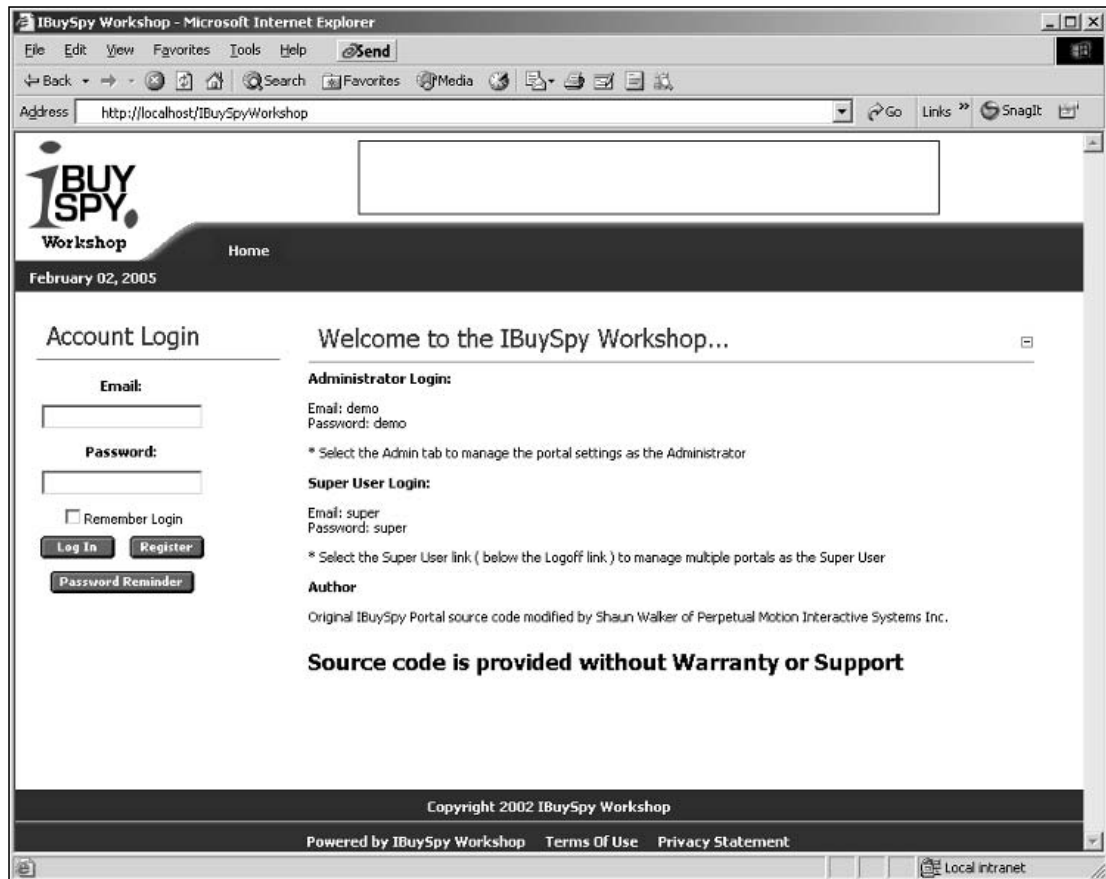 IBuySpy Workshop - Microsoft Internet Explorer
File Edit View Favorites Tools Help Send
Back Search Favorites Media
Address http://localhost/IBuySpyWorkshop Go Links » SnagIt
iBUY
SPY
Workshop
Home
February 02, 2005
Account Login
Email:
Password:
Remember Login
Log In Register
Password Reminder
Welcome to the IBuySpy Workshop...
Administrator Login:
Email: demo
Password: demo
* Select the Admin tab to manage the portal settings as the Administrator
Super User Login:
Email: super
Password: super
* Select the Super User link ( below the Logoff link ) to manage multiple portals as the Super User
Author
Original IBuySpy Portal source code modified by Shaun Walker of Perpetual Motion Interactive Systems Inc.
Source code is provided without Warranty or Support
Copyright 2002 IBuySpy Workshop
Powered by IBuySpy Workshop Terms Of Use Privacy Statement
Local intranet